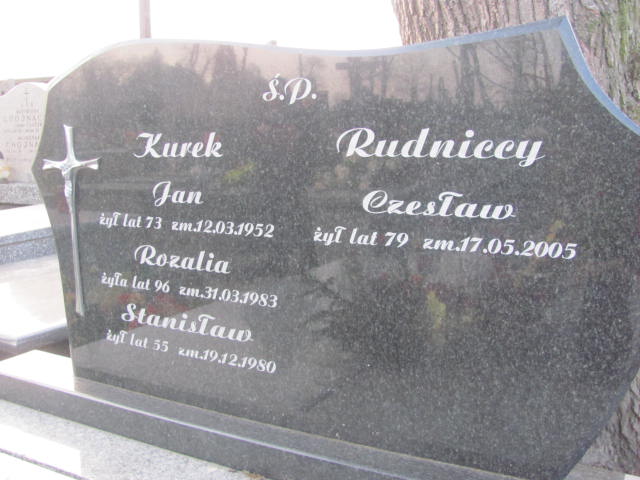 Ś.P.
Kurek
Jan
żył lat 73 zm.12.03.1952
Rozalia
żyła lat 96 zm.31.03.1983
Stanisław
żył lat 55 zm.19.12.1980
Rudniccy
Czesław
żył lat 79 zm.17.05.2005